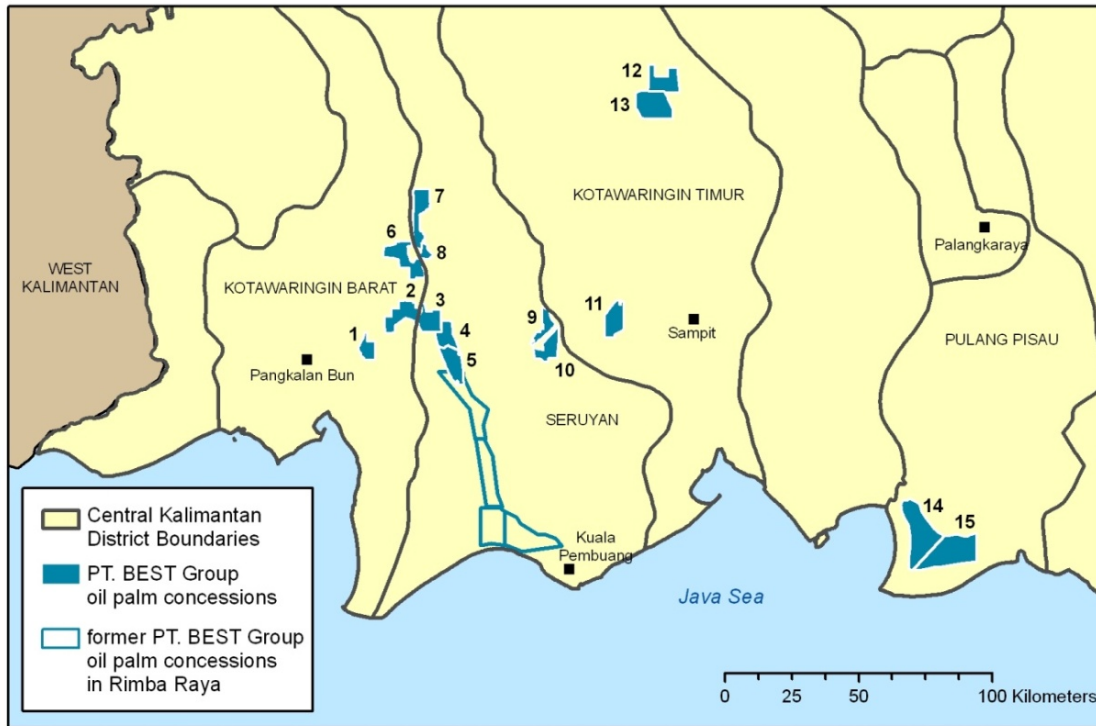 12
13
KOTAWARINGIN TIMUR
7
Palangkaraya
6
8
WEST
KALIMANTAN
KOTAWARINGIN BARAT
2
3
9
11
Sampit
4
PULANG PISAU
1
5
10
Pangkalan Bun
SERUYAN
14
15
Kuala
Pembuang
Java Sea
Central Kalimantan
District Boundaries
PT. BEST Group
oil palm concessions
former PT. BEST Group
oil palm concessions
in Rimba Raya
0 25 50 100 Kilometers